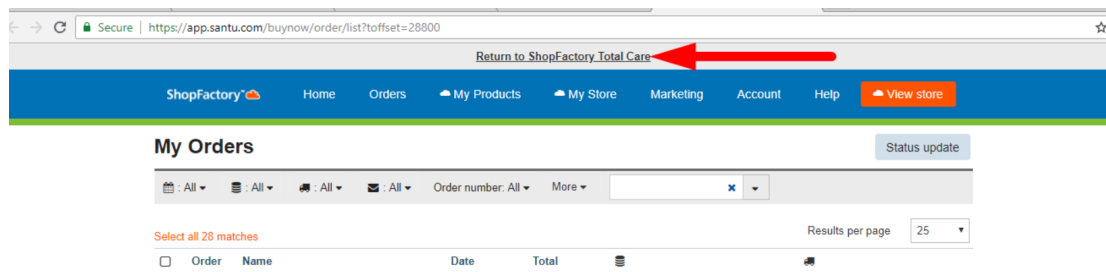 Secure | https://app.santu.com/buynow/order/list?toffset=28800
Return to ShopFactory Total Care
ShopFactory Home Orders My Products My Store Marketing Account Help View store
My Orders Status update
: All : All : All : All Order number: All More
Results per page 25
Select all 28 matches
Order Name Date Total